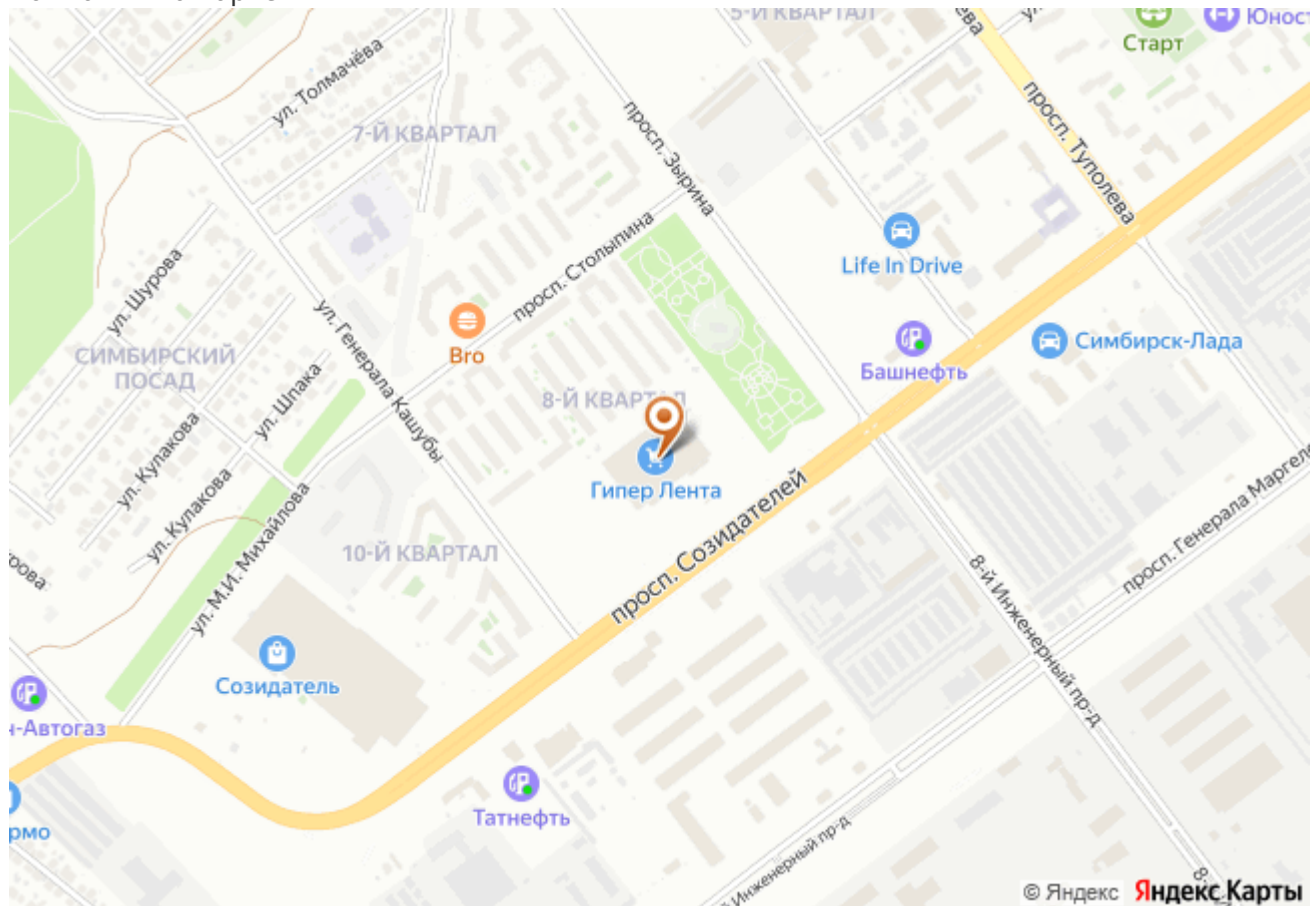 5-Й КВАРТАЛ
Юност
Старт
ул. Толмачёва
7-Й КВАРТАЛ
просп. Зырина
просп. Туполева
ул. Шурова
просп. Столыпина
Life In Drive
ул. Генерала Кашубы
Bro
Башнефть
Симбирск-Лада
СИМБИРСКИЙ
ПОСАД
ул. Шпака
8-Й КВАРТАЛ
ул. Кулакова
Гипер Лента
ул. Кулакова
просп. Созидателей
просп. Генерала Маргело
ул. М.И. Михайлова
10-Й КВАРТАЛ
8-й Инженерный пр-д
Созидатель
н-Автогаз
Татнефть
рмо
й Инженерный пр-д
© Яндекс Яндекс Карты